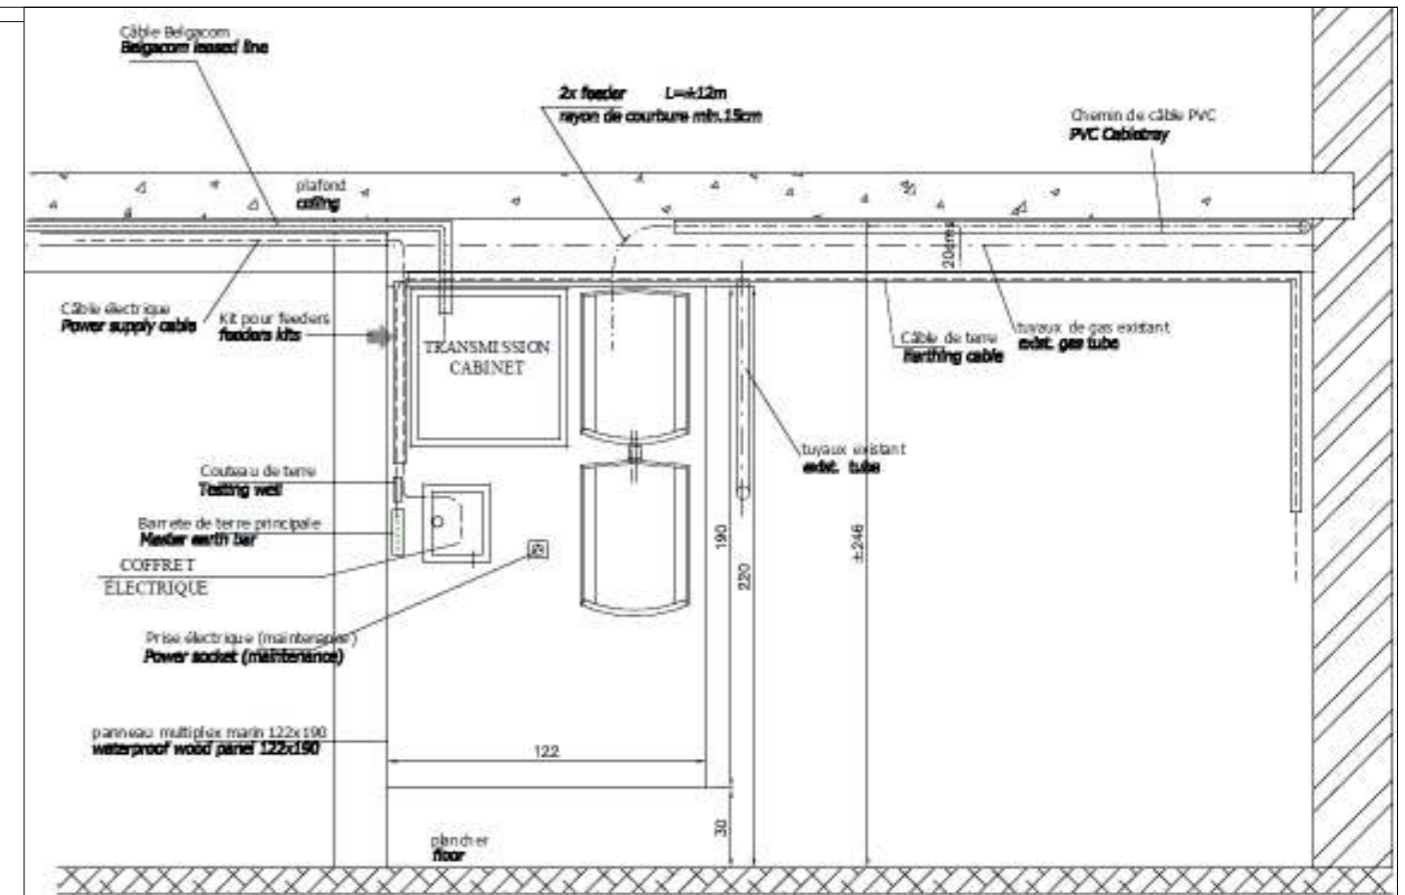 Câble Belgacom
Belgacom leased line
2x feeder L=±12m
rayon de courbure min.15cm
Chemin de câble PVC
PVC Cabletray
plafond
ceiling
20cms
Câble électrique
Power supply cable
Kit pour feeders
feeders kits
TRANSMISSION
CABINET
Câble de terre
Earthing cable
tuyaux de gas existant
exist. gas tube
tuyaux existant
exist. tube
Couteau de terre
Testing well
Barrete de terre principale
Master earth bar
COFFRET
ÉLECTRIQUE
190
220
±246
Prise électrique (maintenance)
Power socket (maintenance)
panneau multiplex marin 122x190
waterproof wood panel 122x190
122
30
plancher
floor